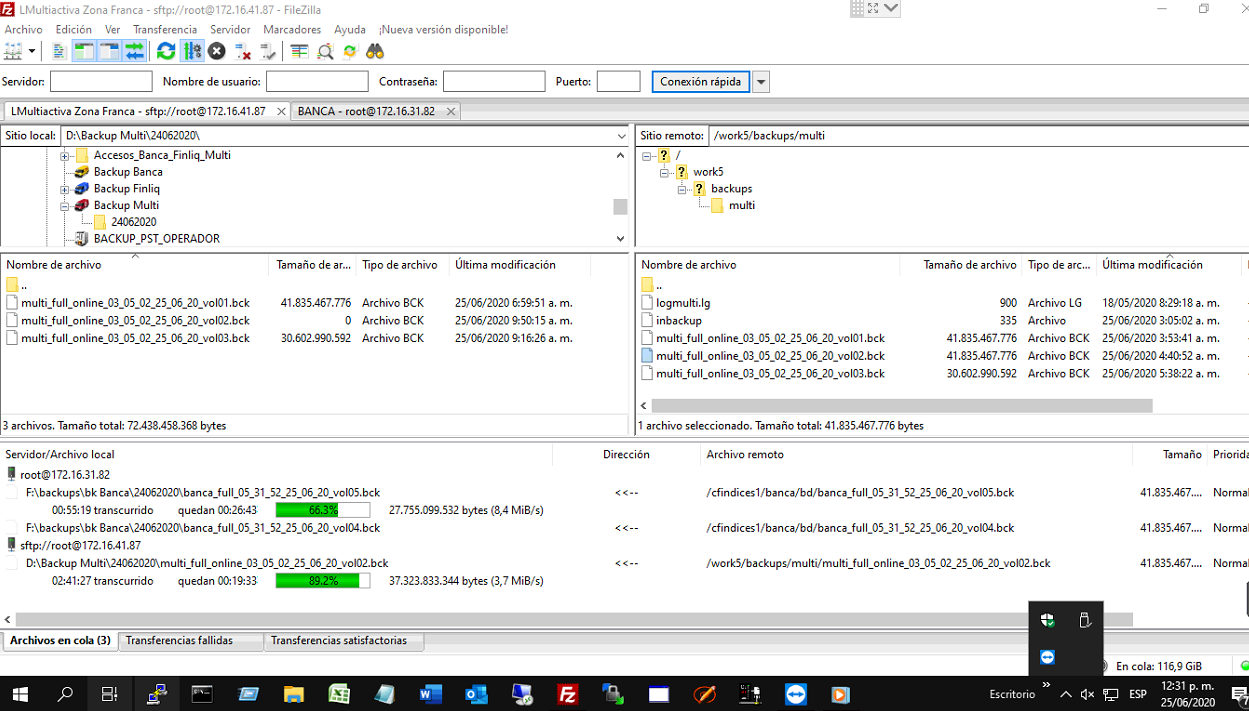 LMultiactiva Zona Franca - sftp://root@172.16.41.87 - FileZilla
Archivo Edición Ver Transferencia Servidor Marcadores Ayuda ¡Nueva versión disponible!
Servidor: Nombre de usuario: Contraseña: Puerto: Conexión rápida
LMultiactiva Zona Franca - sftp://root@172.16.41.87 BANCA - root@172.16.31.82
Sitio local: D:\Backup Multi\24062020\
Accesos_Banca_Finliq_Multi
Backup Banca
Backup Finliq
Backup Multi
24062020
BACKUP_PST_OPERADOR
Sitio remoto: /work5/backups/multi
/
work5
backups
multi
Nombre de archivo Tamaño de ar... Tipo de archivo Última modificación
..
multi_full_online_03_05_02_25_06_20_vol01.bck 41.835.467.776 Archivo BCK 25/06/2020 6:59:51 a. m.
multi_full_online_03_05_02_25_06_20_vol02.bck 0 Archivo BCK 25/06/2020 9:50:15 a. m.
multi_full_online_03_05_02_25_06_20_vol03.bck 30.602.990.592 Archivo BCK 25/06/2020 9:16:26 a. m.
3 archivos. Tamaño total: 72.438.458.368 bytes
Nombre de archivo Tamaño de archivo Tipo de arc... Última modificación
..
logmulti.lg 900 Archivo LG 18/05/2020 8:29:18 a. m.
inbackup 335 Archivo 25/06/2020 3:05:02 a. m.
multi_full_online_03_05_02_25_06_20_vol01.bck 41.835.467.776 Archivo BCK 25/06/2020 3:53:41 a. m.
multi_full_online_03_05_02_25_06_20_vol02.bck 41.835.467.776 Archivo BCK 25/06/2020 4:40:52 a. m.
multi_full_online_03_05_02_25_06_20_vol03.bck 30.602.990.592 Archivo BCK 25/06/2020 5:38:22 a. m.
1 archivo seleccionado. Tamaño total: 41.835.467.776 bytes
Servidor/Archivo local Dirección Archivo remoto Tamaño Priorida
root@172.16.31.82
F:\backups\bk Banca\24062020\banca_full_05_31_52_25_06_20_vol05.bck <<-- /cfindices1/banca/bd/banca_full_05_31_52_25_06_20_vol05.bck 41.835.467.... Normal
00:55:19 transcurrido quedan 00:26:43 66.3% 27.755.099.532 bytes (8,4 MiB/s)
F:\backups\bk Banca\24062020\banca_full_05_31_52_25_06_20_vol04.bck <<-- /cfindices1/banca/bd/banca_full_05_31_52_25_06_20_vol04.bck 41.835.467.... Normal
sftp://root@172.16.41.87
D:\Backup Multi\24062020\multi_full_online_03_05_02_25_06_20_vol02.bck <<-- /work5/backups/multi/multi_full_online_03_05_02_25_06_20_vol02.bck 41.835.467.... Normal
02:41:27 transcurrido quedan 00:19:33 89.2% 37.323.833.344 bytes (3,7 MiB/s)
Archivos en cola (3) Transferencias fallidas Transferencias satisfactorias
En cola: 116,9 GiB
Escritorio ESP 12:31 p. m.
25/06/2020